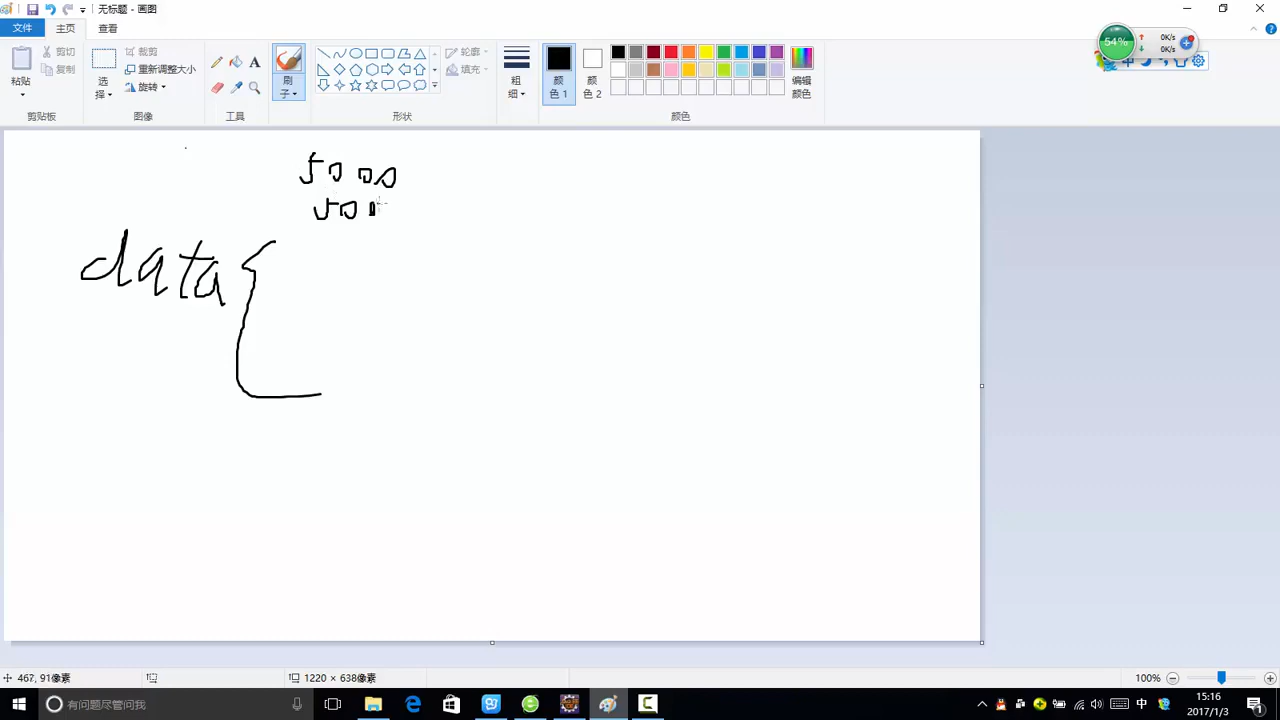 无标题 - 画图
文件 主页 查看
粘贴
剪切
复制
剪贴板
选择
裁剪
重新调整大小
旋转
图像
A
工具
刷子
轮廓
填充
形状
粗细
颜色 1
颜色 2
编辑颜色
颜色
54%
0K/s
0K/s
中
5000
data {
467, 91像素
1220 × 638像素
100%
有问题尽管问我
中
15:16
2017/1/3